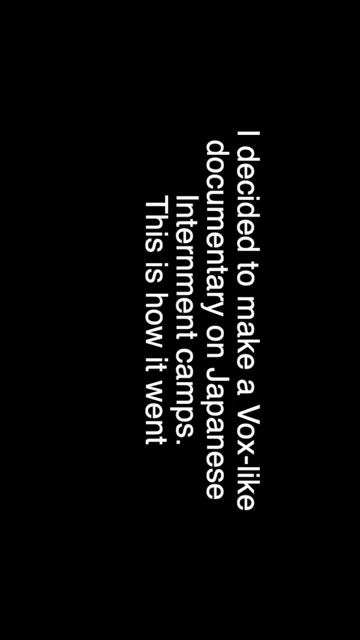 I decided to make a Vox-like
documentary on Japanese
Internment camps.
This is how it went